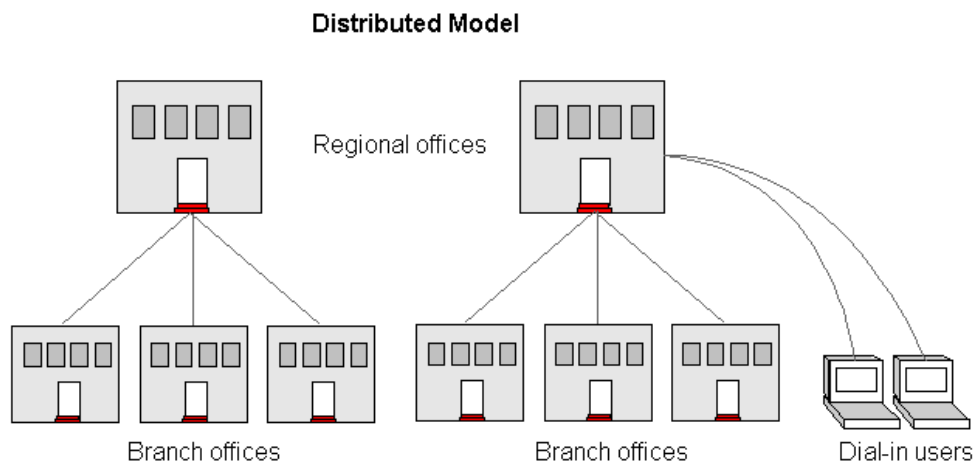 Distributed Model
Regional offices
Branch offices
Branch offices
Dial-in users